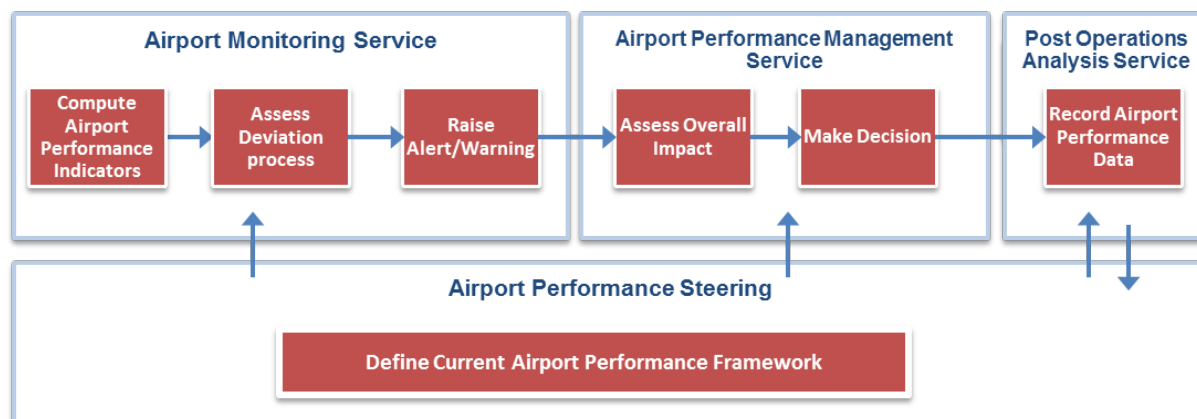 Airport Monitoring Service
Compute
Airport
Performance
Indicators
Assess
Deviation
process
Raise
Alert/Warning
Airport Performance Management
Service
Assess Overall
Impact
Make Decision
Post Operations
Analysis Service
Record Airport
Performance
Data
Airport Performance Steering
Define Current Airport Performance Framework